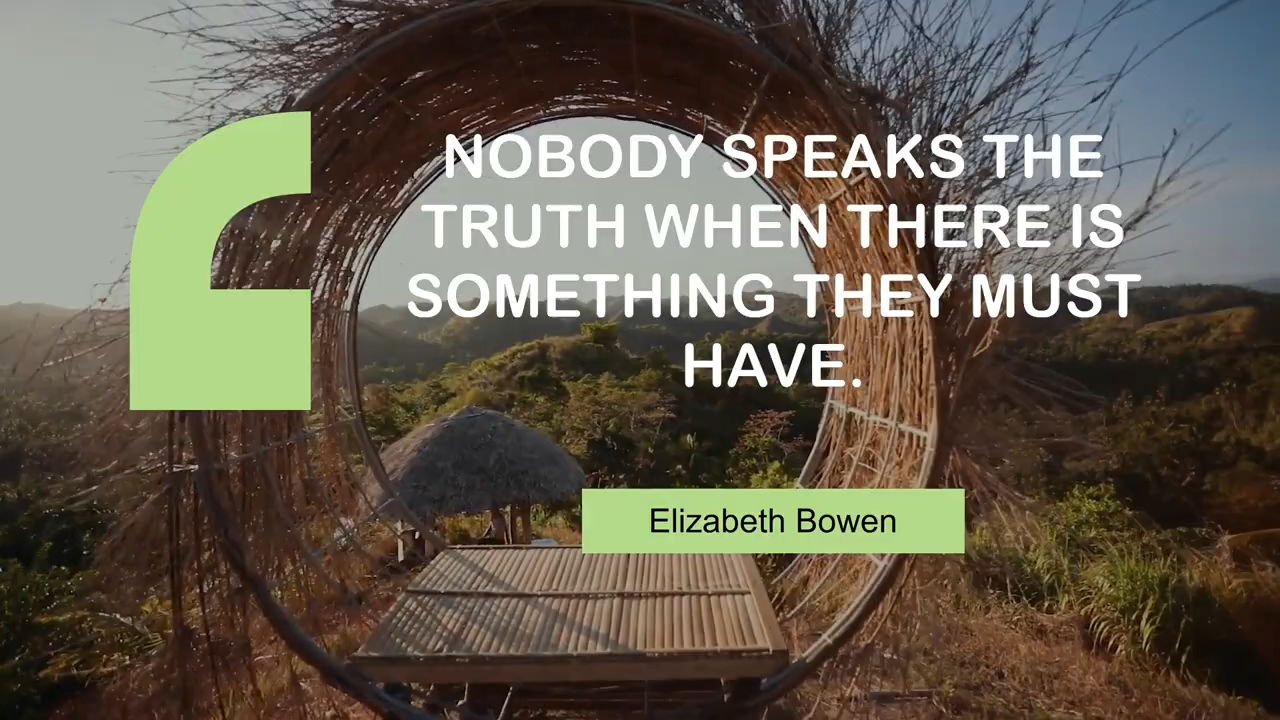 NOBODY SPEAKS THE
TRUTH WHEN THERE IS
SOMETHING THEY MUST
HAVE.
Elizabeth Bowen